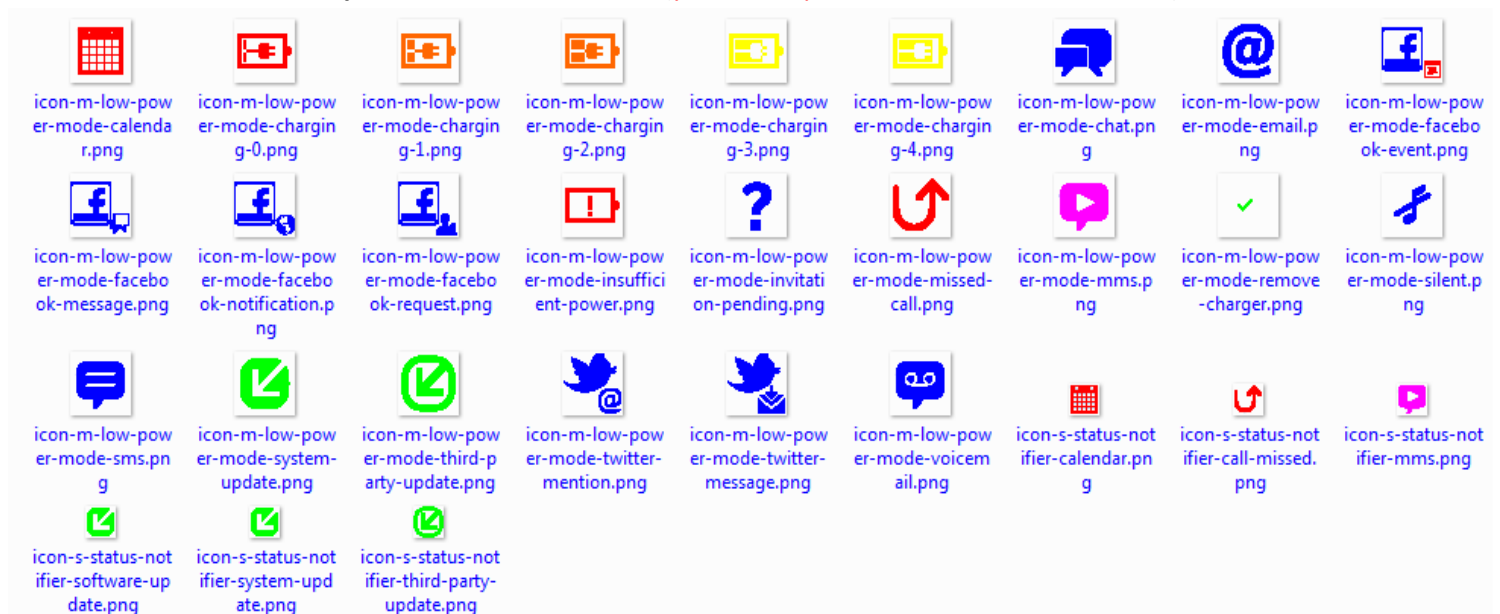 icon-m-low-pow
er-mode-calenda
r.png
icon-m-low-pow
er-mode-chargin
g-0.png
icon-m-low-pow
er-mode-chargin
g-1.png
icon-m-low-pow
er-mode-chargin
g-2.png
icon-m-low-pow
er-mode-chargin
g-3.png
icon-m-low-pow
er-mode-chargin
g-4.png
icon-m-low-pow
er-mode-chat.pn
g
icon-m-low-pow
er-mode-email.p
ng
icon-m-low-pow
er-mode-facebo
ok-event.png
icon-m-low-pow
er-mode-facebo
ok-message.png
icon-m-low-pow
er-mode-facebo
ok-notification.p
ng
icon-m-low-pow
er-mode-facebo
ok-request.png
icon-m-low-pow
er-mode-insuffici
ent-power.png
icon-m-low-pow
er-mode-invitati
on-pending.png
icon-m-low-pow
er-mode-missed-
call.png
icon-m-low-pow
er-mode-mms.p
ng
icon-m-low-pow
er-mode-remove
-charger.png
icon-m-low-pow
er-mode-silent.p
ng
icon-m-low-pow
er-mode-sms.pn
g
icon-m-low-pow
er-mode-system-
update.png
icon-m-low-pow
er-mode-third-p
arty-update.png
icon-m-low-pow
er-mode-twitter-
mention.png
icon-m-low-pow
er-mode-twitter-
message.png
icon-m-low-pow
er-mode-voicem
ail.png
icon-s-status-not
ifier-calendar.pn
g
icon-s-status-not
ifier-call-missed.
png
icon-s-status-not
ifier-mms.png
icon-s-status-not
ifier-software-up
date.png
icon-s-status-not
ifier-system-upd
ate.png
icon-s-status-not
ifier-third-party-
update.png